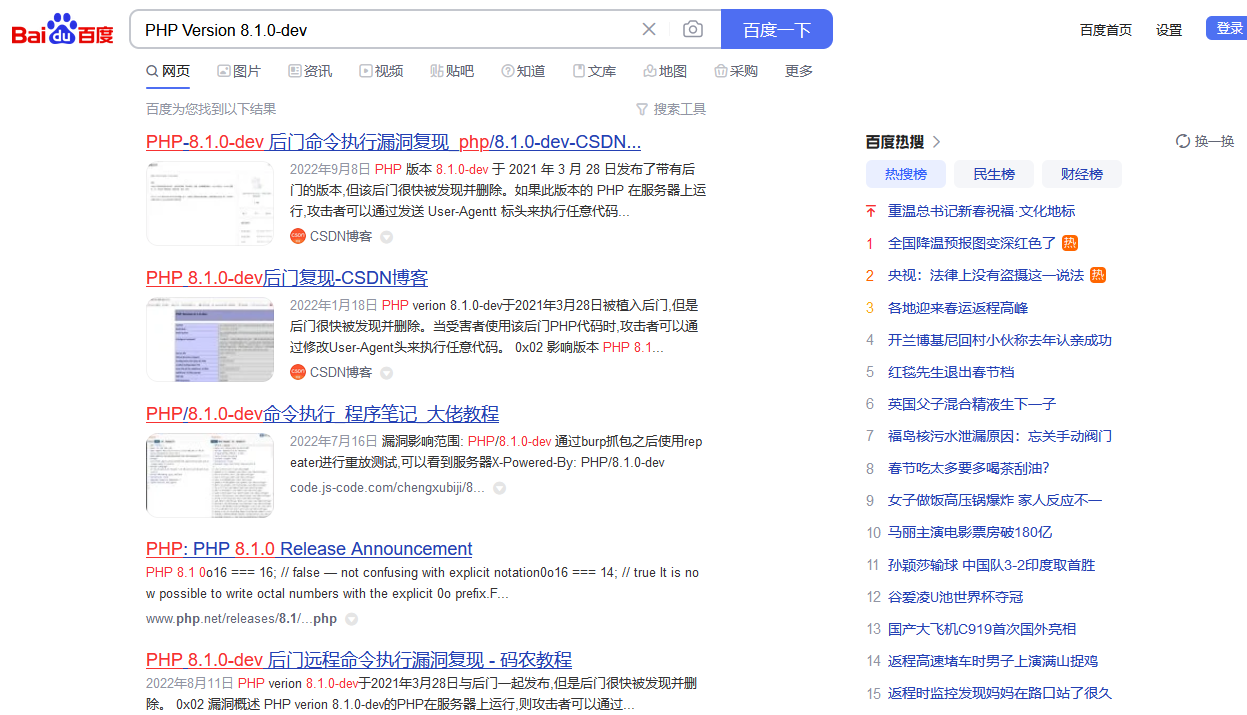 Bai du 百度
PHP Version 8.1.0-dev
百度一下
百度首页 设置 登录
网页 图片 资讯 视频 贴吧 知道 文库 地图 采购 更多
百度为您找到以下结果
搜索工具
PHP-8.1.0-dev 后门命令执行漏洞复现_php/8.1.0-dev-CSDN...
2022年9月8日 PHP 版本 8.1.0-dev 于 2021 年 3 月 28 日发布了带有后
门的版本,但该后门很快被发现并删除。如果此版本的 PHP 在服务器上运
行,攻击者可以通过发送 User-Agentt 标头来执行任意代码...
CSDN博客
PHP 8.1.0-dev后门复现-CSDN博客
2022年1月18日 PHP verion 8.1.0-dev于2021年3月28日被植入后门,但是
后门很快被发现并删除。当受害者使用该后门PHP代码时,攻击者可以通
过修改User-Agent头来执行任意代码。 0x02 影响版本 PHP 8.1...
CSDN博客
PHP/8.1.0-dev命令执行_程序笔记_大佬教程
2022年7月16日 漏洞影响范围: PHP/8.1.0-dev 通过burp抓包之后使用rep
eater进行重放测试,可以看到服务器X-Powered-By: PHP/8.1.0-dev
code.js-code.com/chengxubiji/8...
PHP: PHP 8.1.0 Release Announcement
PHP 8.1 0o16 === 16; // false — not confusing with explicit notation0o16 === 14; // true It is no
w possible to write octal numbers with the explicit 0o prefix.F...
www.php.net/releases/8.1/...php
PHP 8.1.0-dev 后门远程命令执行漏洞复现 - 码农教程
2022年8月11日 PHP verion 8.1.0-dev于2021年3月28日与后门一起发布,但是后门很快被发现并删
除。 0x02 漏洞概述 PHP verion 8.1.0-dev的PHP在服务器上运行,则攻击者可以通过...
百度热搜
换一换
热搜榜 民生榜 财经榜
重温总书记新春祝福·文化地标
1 全国降温预报图变深红色了 热
2 央视：法律上没有盗摄这一说法 热
3 各地迎来春运返程高峰
4 开兰博基尼回村小伙称去年认亲成功
5 红毯先生退出春节档
6 英国父子混合精液生下一子
7 福岛核污水泄漏原因：忘关手动阀门
8 春节吃太多要多喝茶刮油?
9 女子做饭高压锅爆炸 家人反应不一
10 马丽主演电影票房破180亿
11 孙颖莎输球 中国队3-2印度取首胜
12 谷爱凌U池世界杯夺冠
13 国产大飞机C919首次国外亮相
14 返程高速堵车时男子上演满山捉鸡
15 返程时监控发现妈妈在路口站了很久